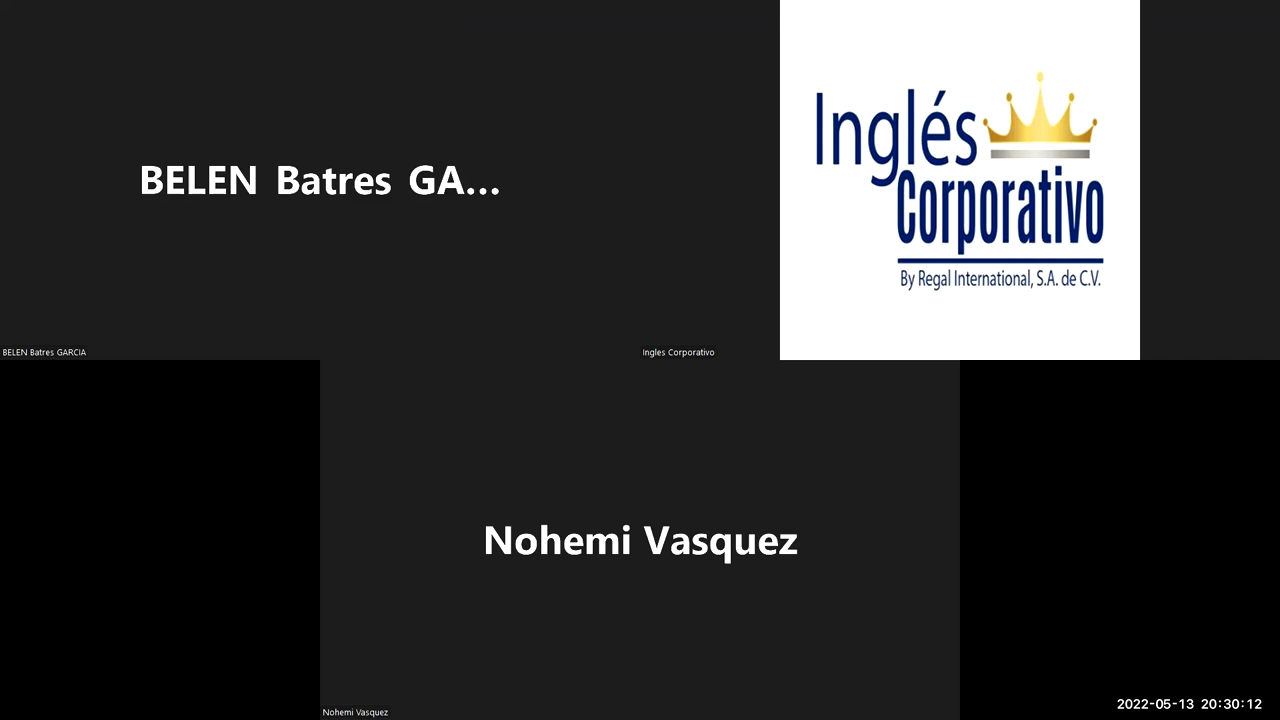 BELEN Batres GA...
BELEN Batres GARCIA
Inglés
Corporativo
By Regal International, S.A. de C.V.
Ingles Corporativo
Nohemi Vasquez
Nohemi Vasquez
2022-05-13 20:30:12